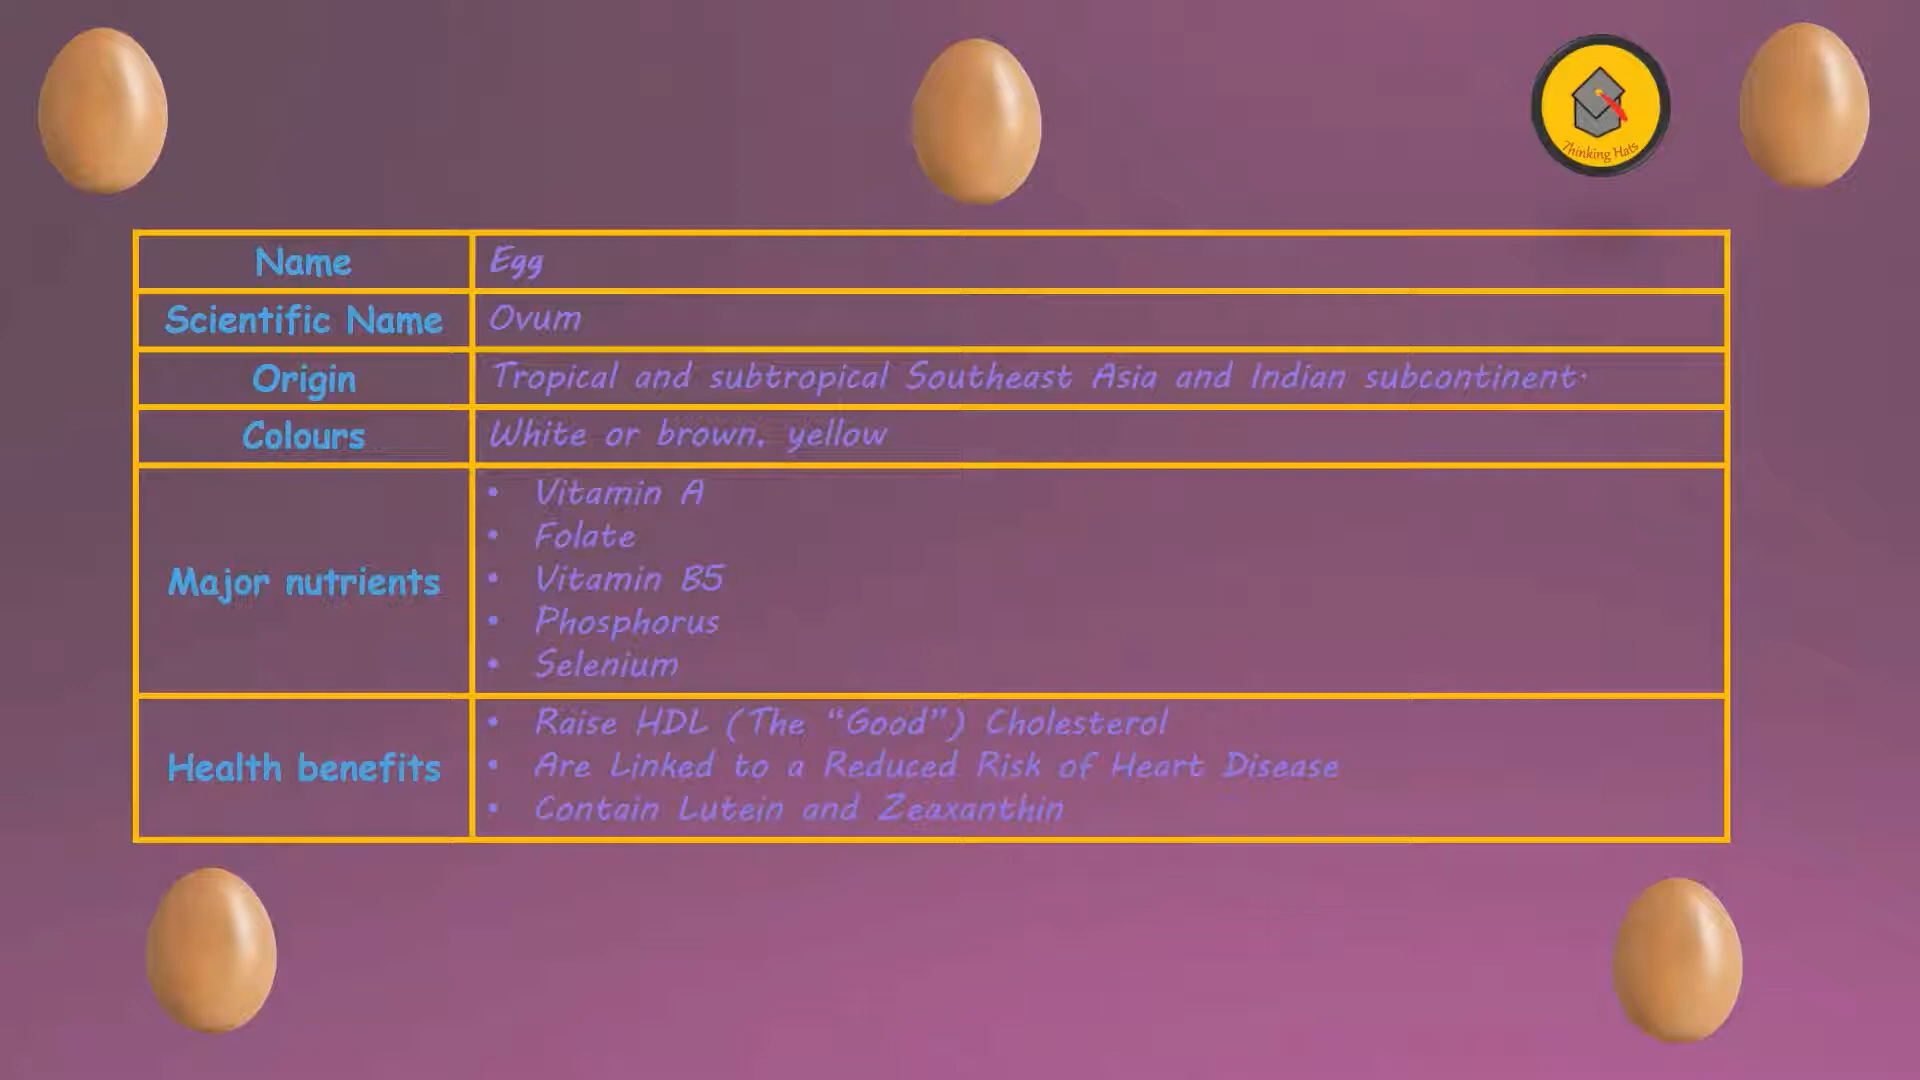 Thinking Hats
Name
Egg
Scientific Name
Ovum
Origin
Tropical and subtropical Southeast Asia and Indian subcontinent.
Colours
White or brown. yellow
Major nutrients
• Vitamin A
• Folate
• Vitamin B5
• Phosphorus
• Selenium
Health benefits
• Raise HDL (The “Good”) Cholesterol
• Are Linked to a Reduced Risk of Heart Disease
• Contain Lutein and Zeaxanthin